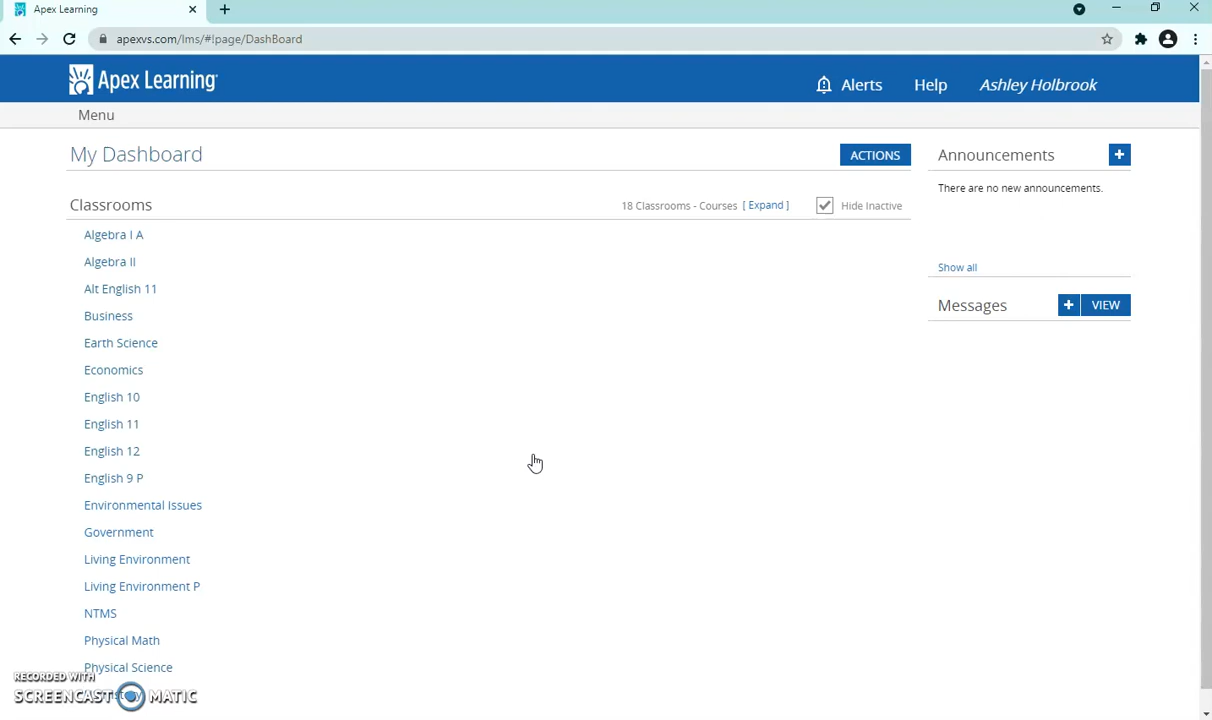 Apex Learning
apexvs.com/lms/#!page/DashBoard
Apex Learning
Alerts Help Ashley Holbrook
Menu
My Dashboard
ACTIONS
Classrooms
18 Classrooms - Courses [ Expand ] Hide Inactive
Algebra I A
Algebra II
Alt English 11
Business
Earth Science
Economics
English 10
English 11
English 12
English 9 P
Environmental Issues
Government
Living Environment
Living Environment P
NTMS
Physical Math
Physical Science
Announcements
There are no new announcements.
Show all
Messages
VIEW
RECORDED WITH
SCREENCAST MATIC